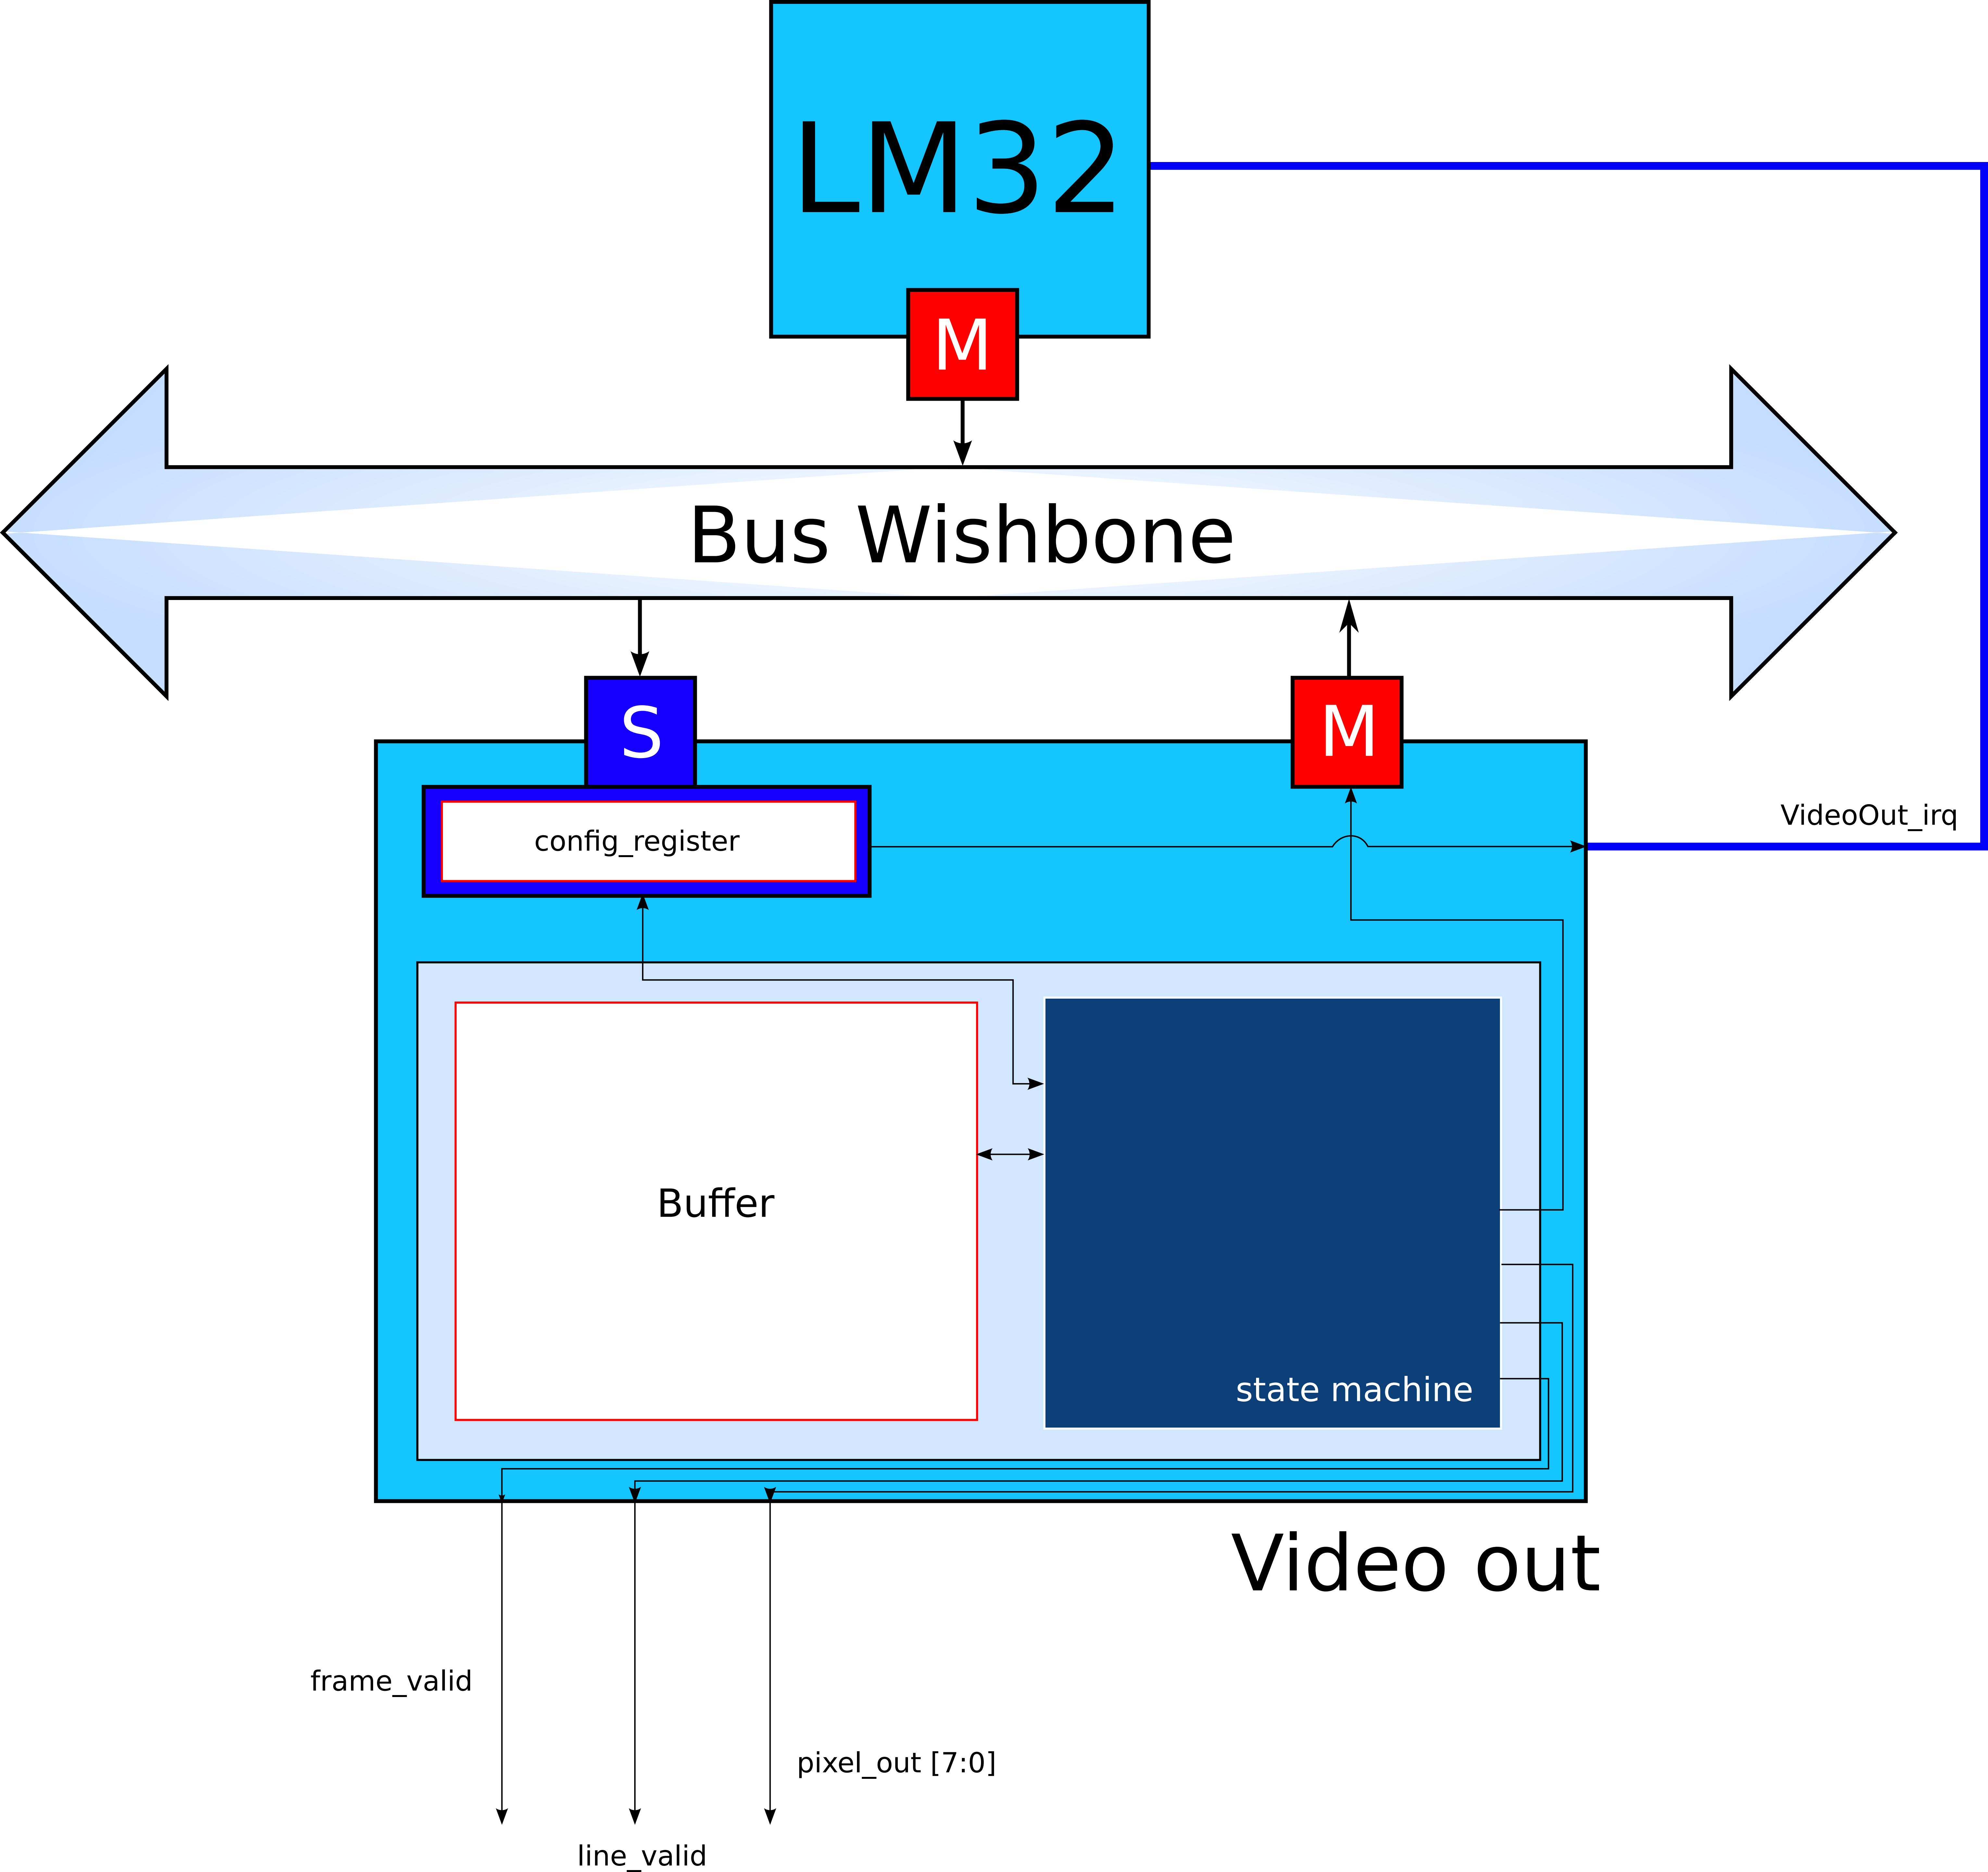 LM32
M
Bus Wishbone
S
M
VideoOut_irq
config_register
Buffer
state machine
Video out
frame_valid
pixel_out [7:0]
line_valid